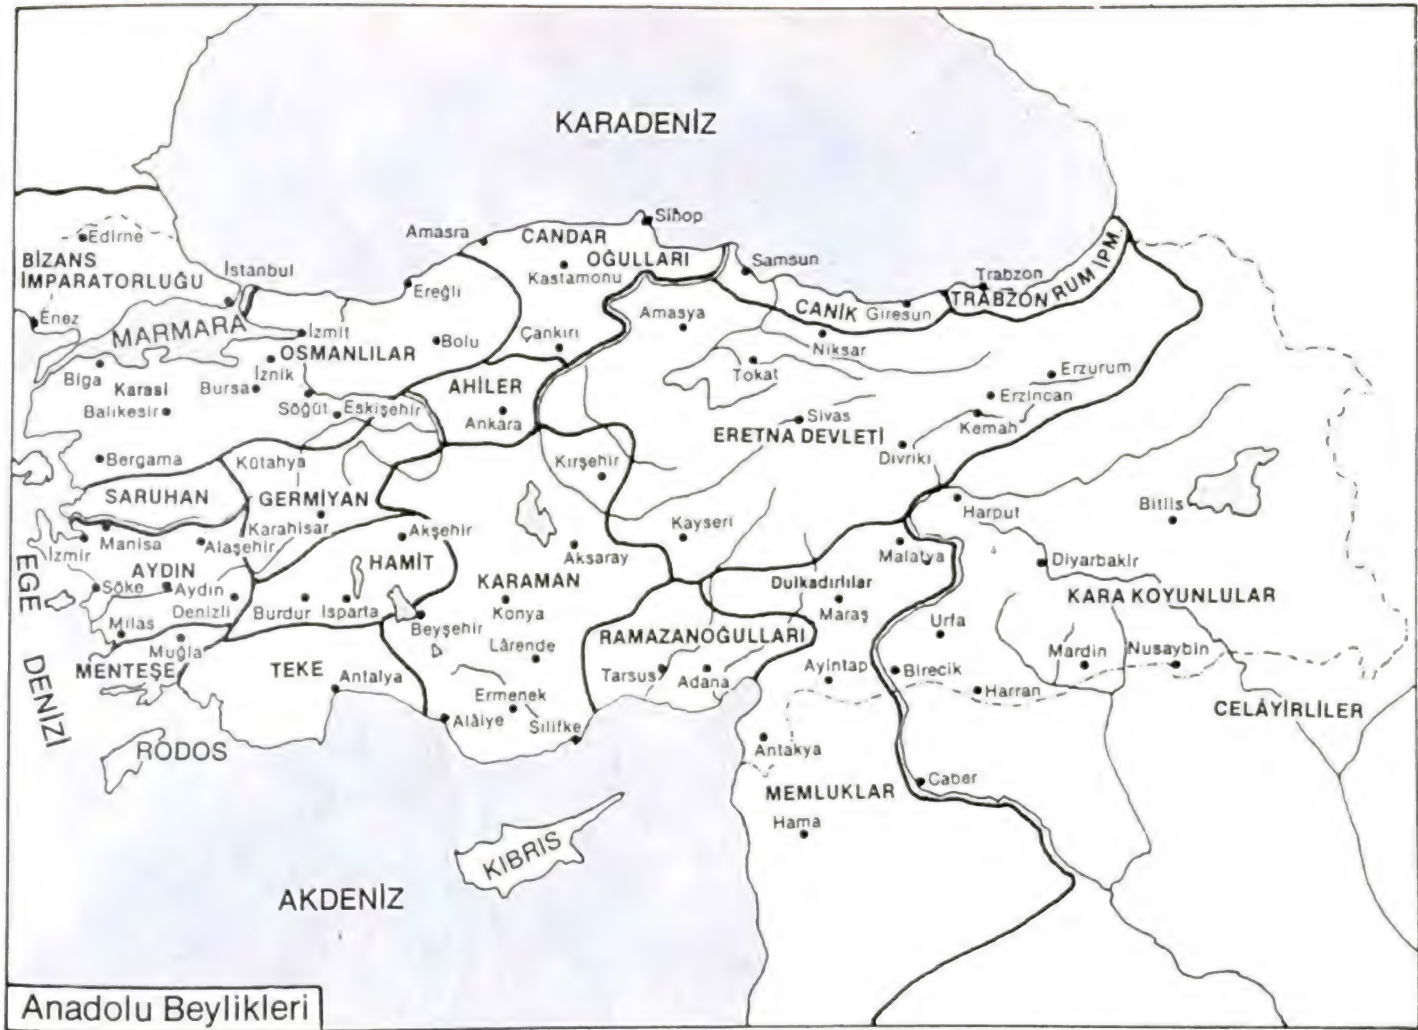 KARADENİZ
Edirne
BİZANS
İMPARATORLUĞU
İstanbul
Enez
MARMARA
Amasra
CANDAR
OĞULLARI
Sinop
Kastamonu
Samsun
Trabzon
TRABZON RUM İPM.
CANİK
Giresun
Ereğli
İzmit
OSMANLILAR
Bolu
Çankırı
Amasya
Niksar
Tokat
Biga
Karasi
Bursa
İznik
Balıkesir
Söğüt
Eskişehir
AHİLER
Ankara
Erzurum
Erzincan
Kemah
Sivas
ERETNA DEVLETİ
Divriki
Bergama
Kütahya
Kırşehir
SARUHAN
GERMİYAN
Karahisar
Harput
Bitlis
İzmir
Manisa
Alaşehir
Akşehir
Kayseri
Aksaray
Malatya
Diyarbakir
EGE DENİZİ
AYDIN
Söke
Aydın
Denizli
HAMİT
Burdur
Isparta
KARAMAN
Konya
Dulkadırlılar
Maraş
KARA KOYUNLULAR
Milas
Muğla
MENTEŞE
Beyşehir
Lârende
RAMAZANOĞULLARI
Urfa
Mardin
Nusaybin
TEKE
Antalya
Ermenek
Tarsus
Adana
Ayintap
Birecik
Harran
CELÂYİRLİLER
Alâiye
Silifke
RODOS
Antakya
MEMLUKLAR
Caber
Hama
KIBRIS
AKDENİZ
Anadolu Beylikleri